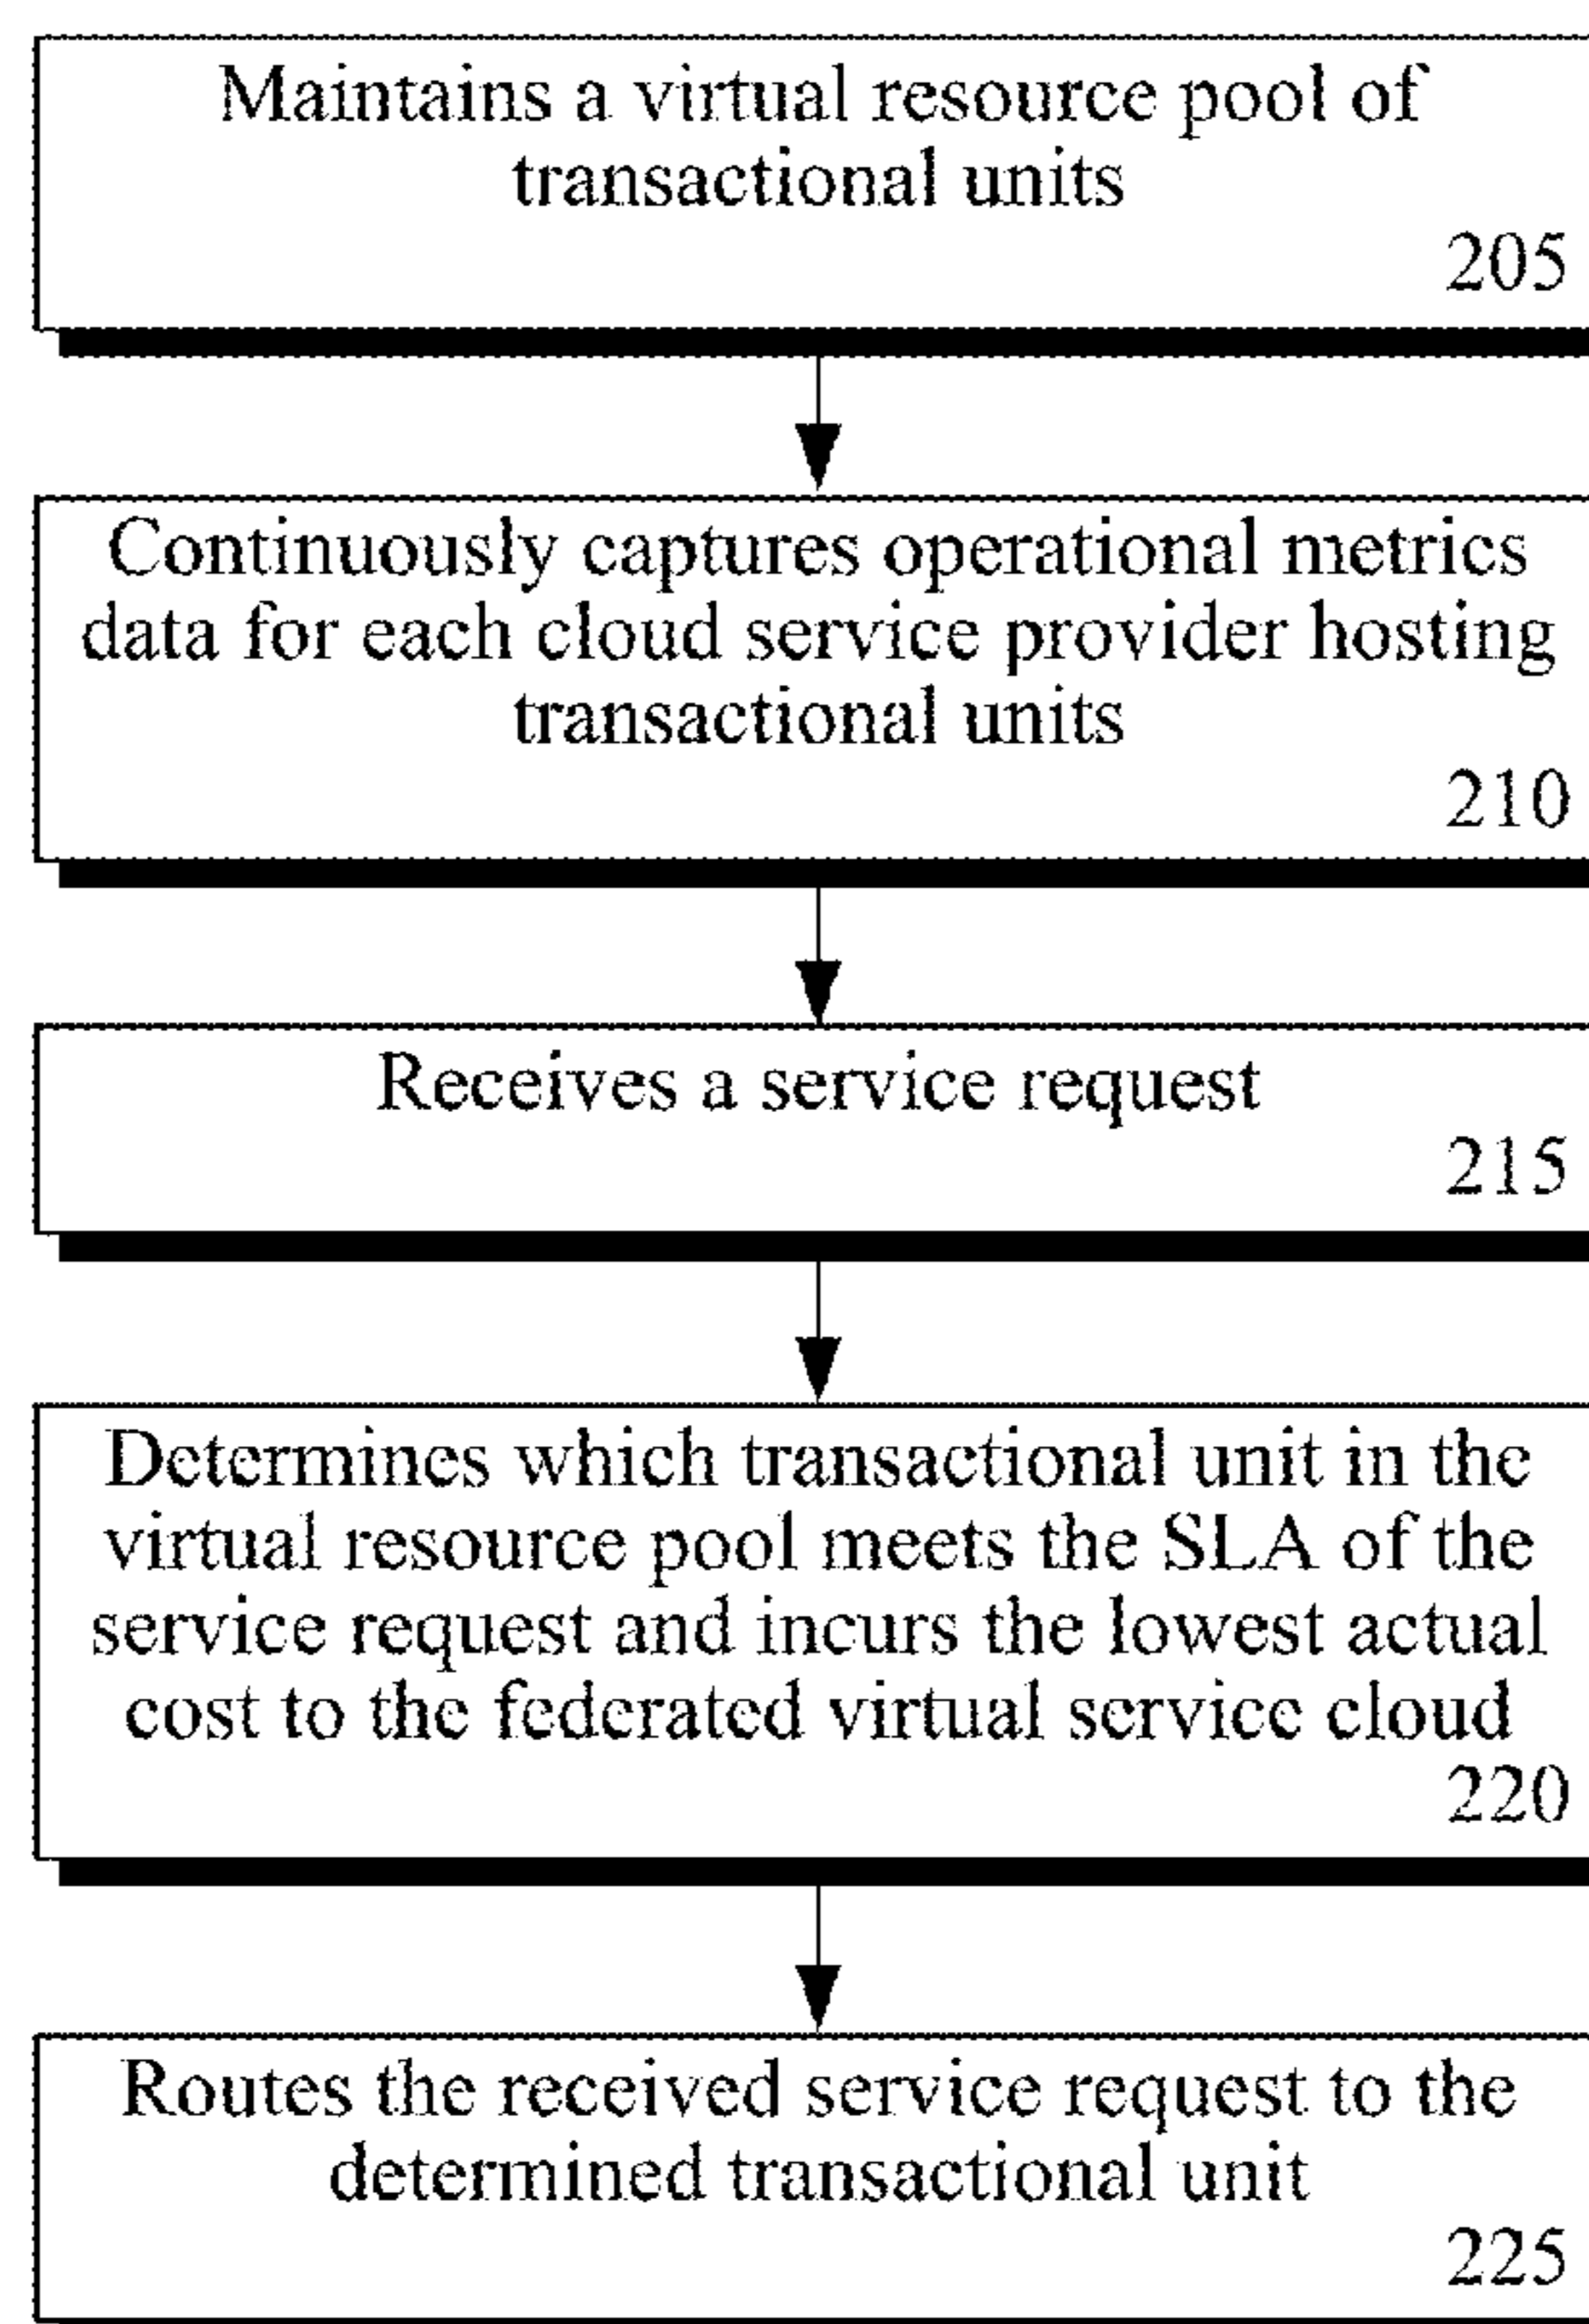 Maintains a virtual resource pool of
transactional units
205
Continuously captures operational metrics
data for each cloud service provider hosting
transactional units
210
Receives a service request
215
Determines which transactional unit in the
virtual resource pool meets the SLA of the
service request and incurs the lowest actual
cost to the federated virtual service cloud
220
Routes the received service request to the
determined transactional unit
225